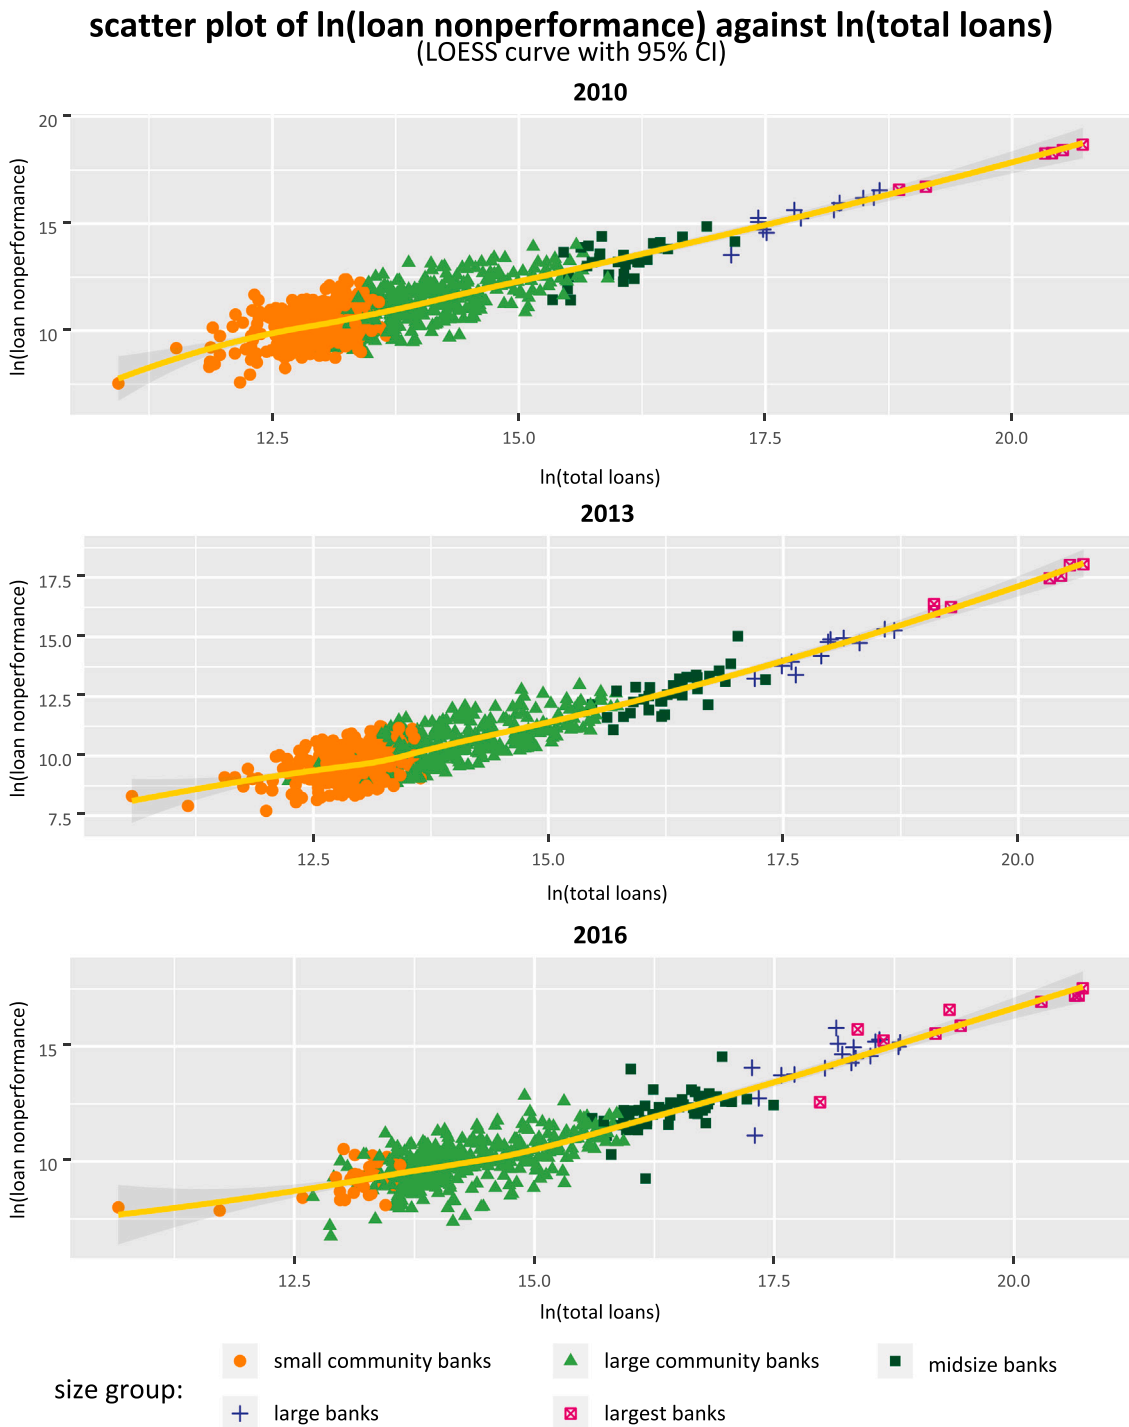 scatter plot of ln(loan nonperformance) against ln(total loans)
(LOESS curve with 95% CI)
2010
ln(loan nonperformance)
20
15
10
12.5 15.0 17.5 20.0
ln(total loans)
2013
ln(loan nonperformance)
17.5
15.0
12.5
10.0
7.5
12.5 15.0 17.5 20.0
ln(total loans)
2016
ln(loan nonperformance)
15
10
12.5 15.0 17.5 20.0
ln(total loans)
size group:
small community banks large community banks midsize banks
large banks largest banks